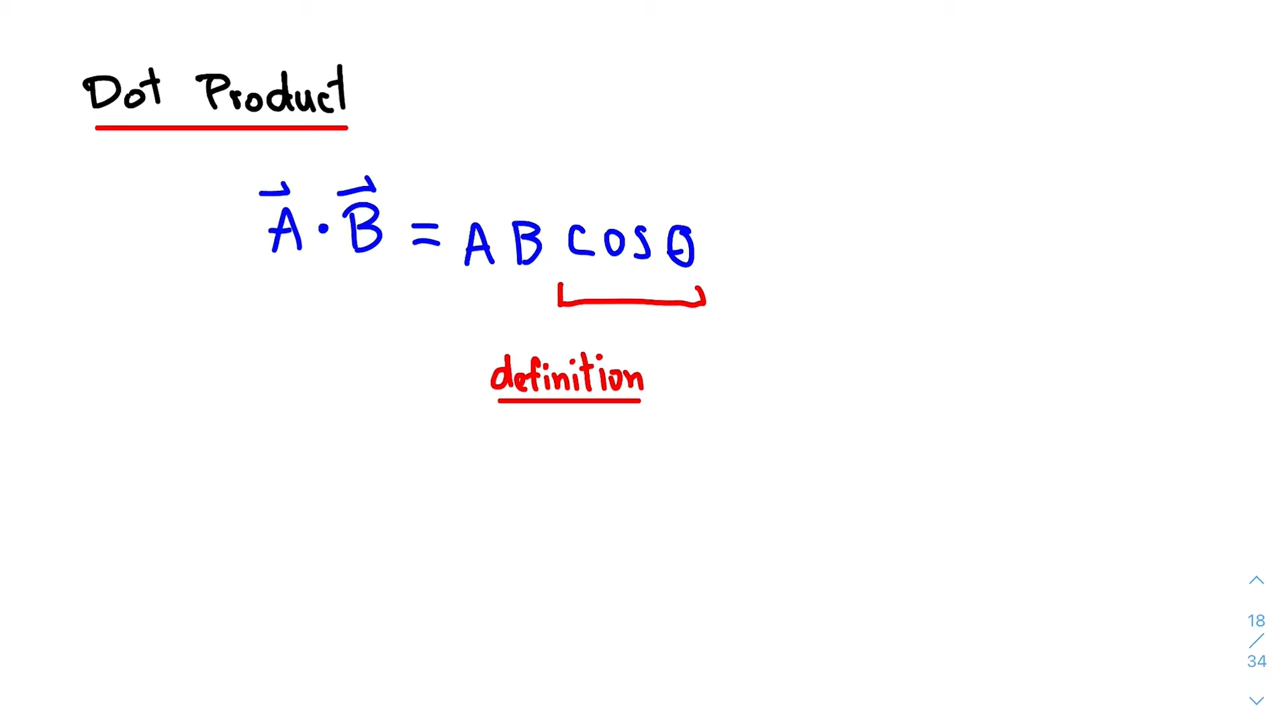 Dot Product
A⃗ · B⃗ = A B cos θ
definition
18
/
34